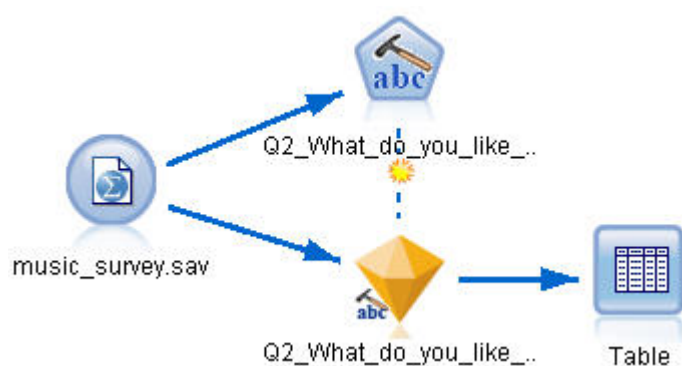 abc
Q2_What_do_you_like_..
music_survey.sav
abc
Q2_What_do_you_like_..
Table